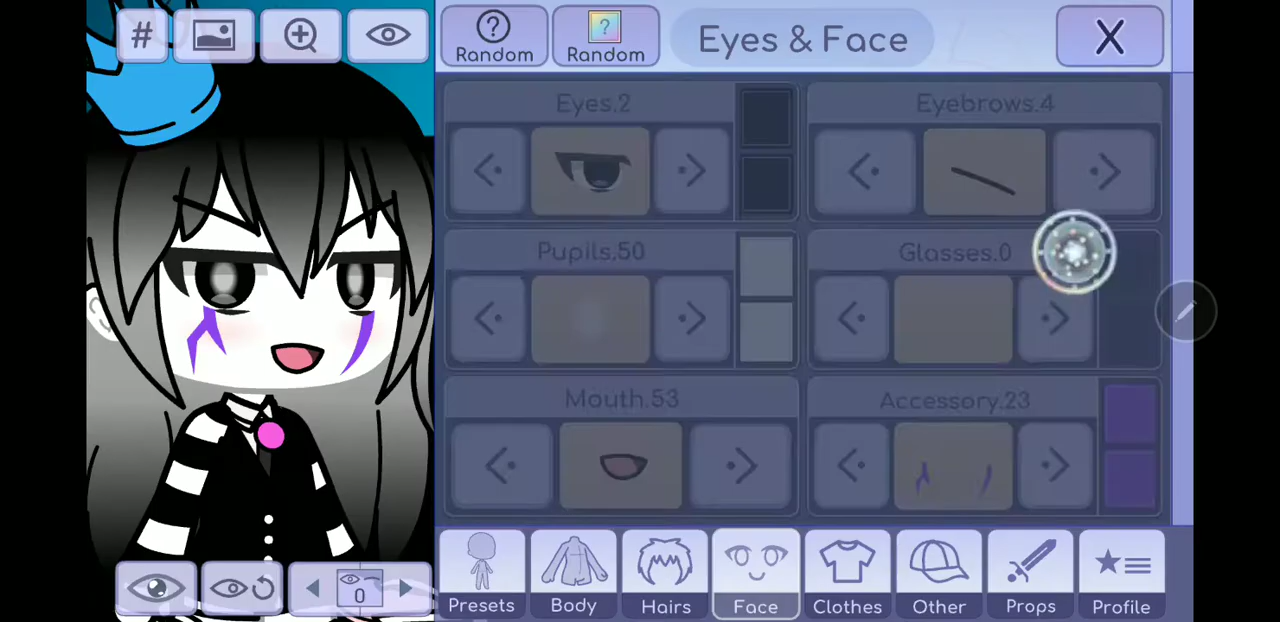 #
Random
Random
Eyes & Face
X
Eyes.2
Eyebrows.4
Pupils.50
Glasses.0
Mouth.53
Accessory.23
0
Presets
Body
Hairs
Face
Clothes
Other
Props
Profile